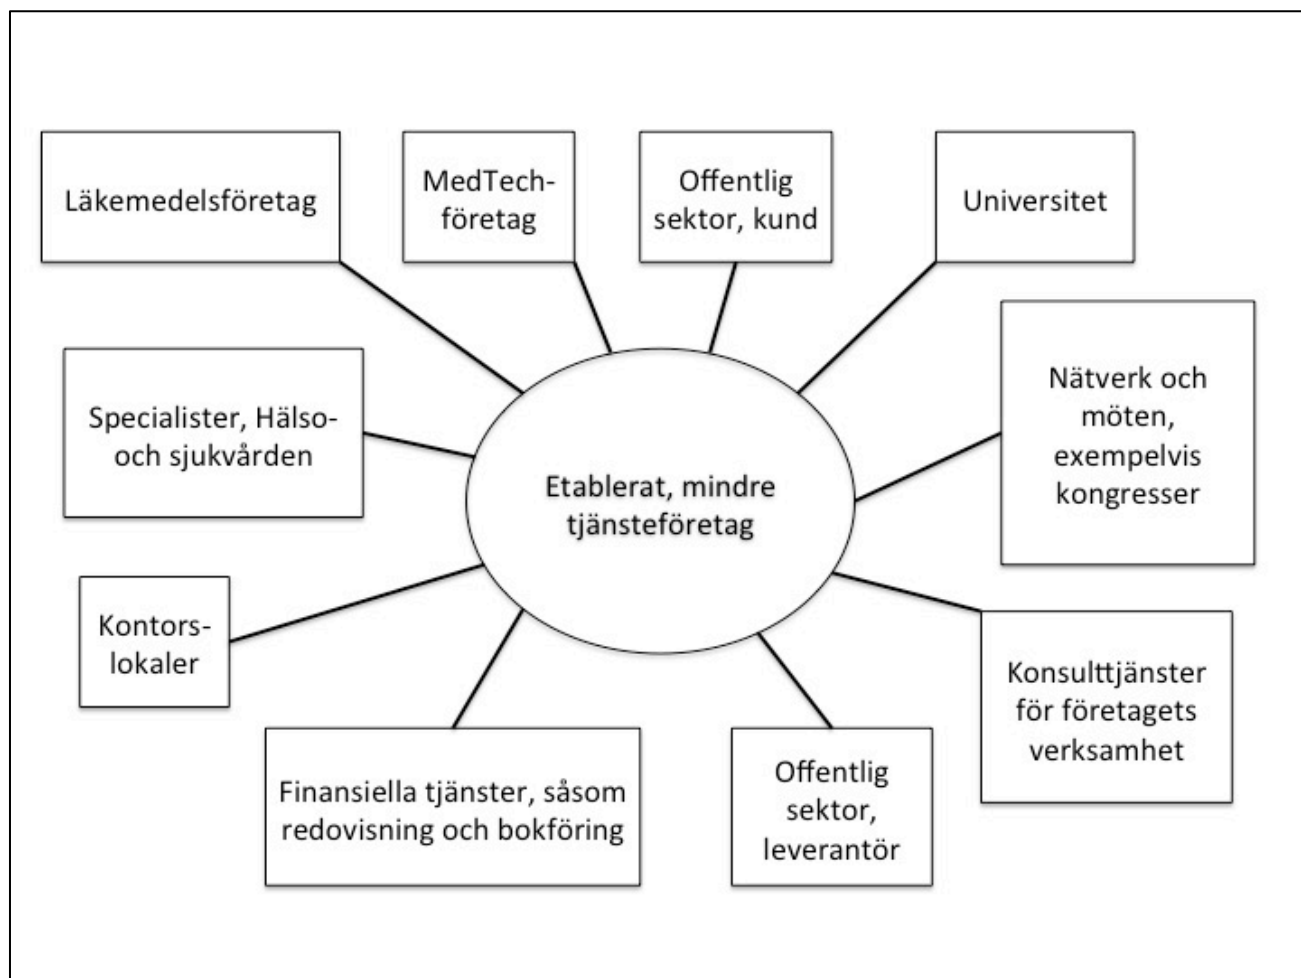 Läkemedelsföretag
MedTech-
företag
Offentlig
sektor, kund
Universitet
Specialister, Hälso-
och sjukvården
Nätverk och
möten,
exempelvis
kongresser
Etablerat, mindre
tjänsteföretag
Kontors-
lokaler
Konsulttjänster
för företagets
verksamhet
Finansiella tjänster, såsom
redovisning och bokföring
Offentlig
sektor,
leverantör